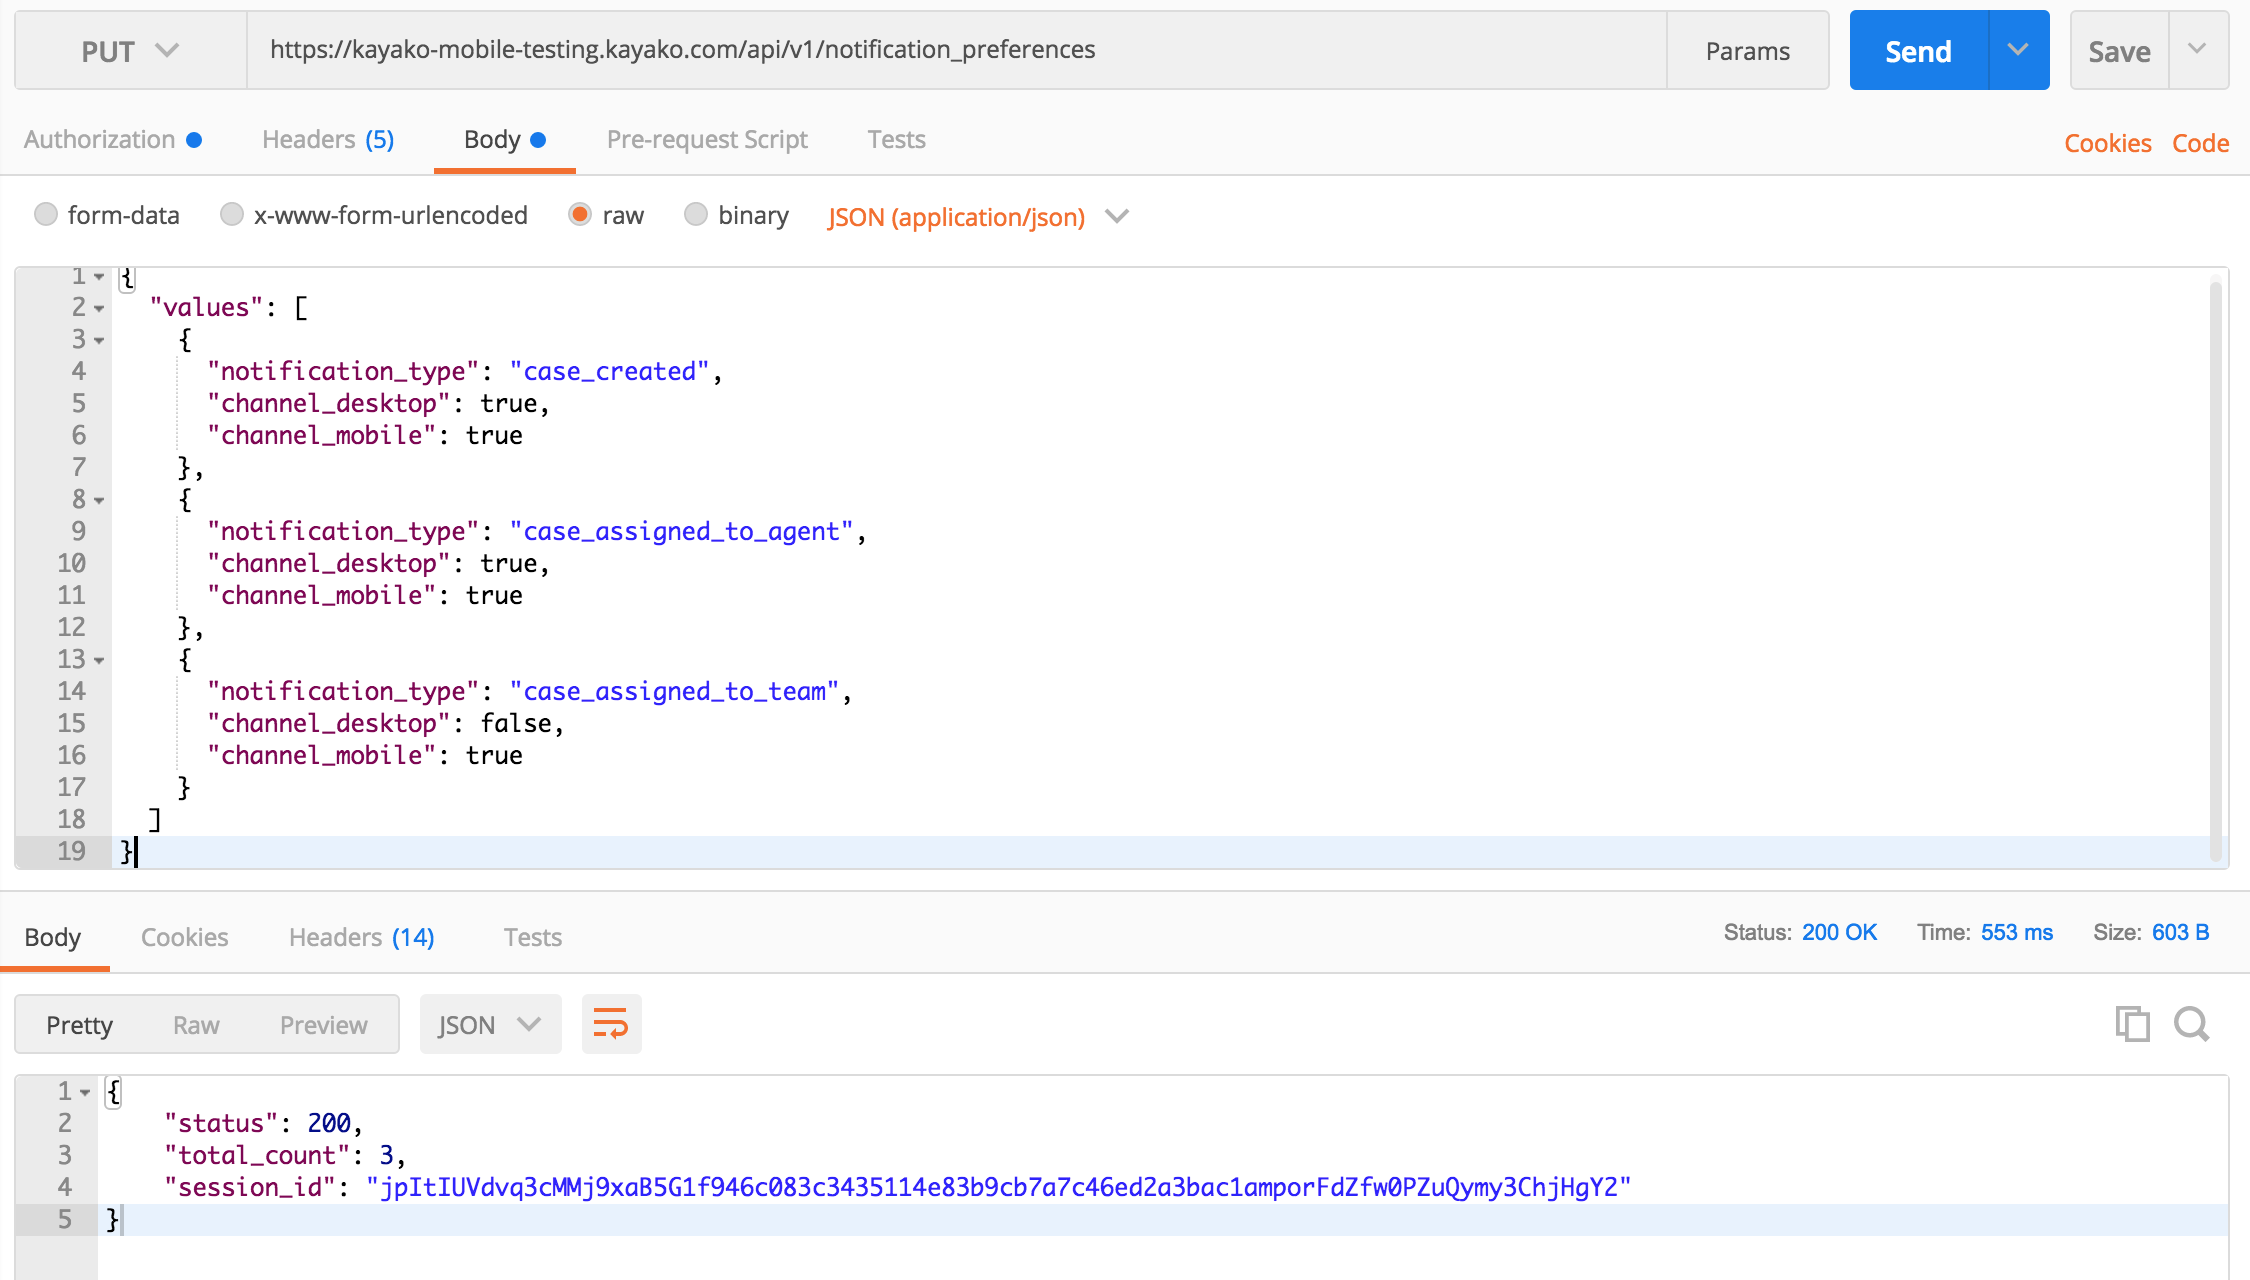 PUT https://kayako-mobile-testing.kayako.com/api/v1/notification_preferences Params Send Save
Authorization Headers (5) Body Pre-request Script Tests Cookies Code
form-data x-www-form-urlencoded raw binary JSON (application/json)
1 {
2 "values": [
3 {
4 "notification_type": "case_created",
5 "channel_desktop": true,
6 "channel_mobile": true
7 },
8 {
9 "notification_type": "case_assigned_to_agent",
10 "channel_desktop": true,
11 "channel_mobile": true
12 },
13 {
14 "notification_type": "case_assigned_to_team",
15 "channel_desktop": false,
16 "channel_mobile": true
17 }
18 ]
19 }
Body Cookies Headers (14) Tests Status: 200 OK Time: 553 ms Size: 603 B
Pretty Raw Preview JSON
1 {
2 "status": 200,
3 "total_count": 3,
4 "session_id": "jpItIUVdvq3cMMj9xaB5G1f946c083c3435114e83b9cb7a7c46ed2a3bac1amporFdZfw0PZuQymy3ChjHgY2"
5 }